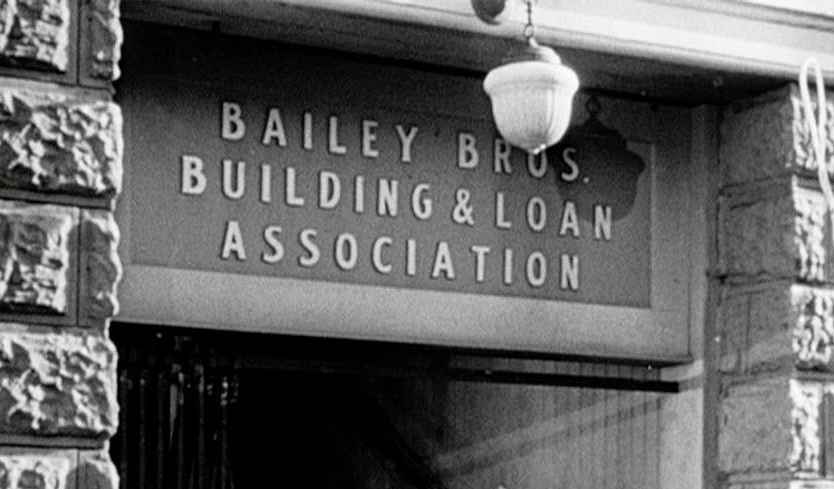 BAILEY BROS.
BUILDING & LOAN
ASSOCIATION